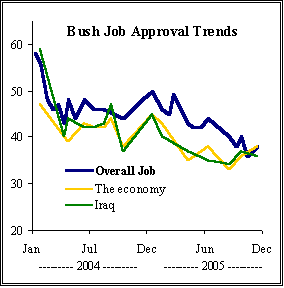 Bush Job Approval Trends
60
50
40
30
20
Overall Job
The economy
Iraq
Jan Jul Dec Jun Dec
---------- 2004 ---------- ---------- 2005 ----------